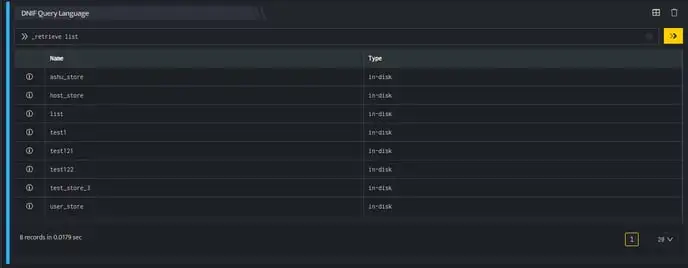 DNIF Query Language
_retrieve list
Name Type
ashu_store in-disk
host_store in-disk
list in-disk
test1 in-disk
test121 in-disk
test122 in-disk
test_store_3 in-disk
user_store in-disk
8 records in 0.0179 sec 1 20